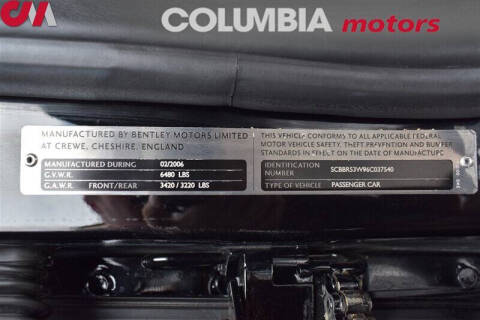 COLUMBIA motors
MANUFACTURED BY BENTLEY MOTORS LIMITED
AT CREWE, CHESHIRE, ENGLAND
MANUFACTURED DURING 02/2006
G.V.W.R. 6480 LBS
G.A.W.R. FRONT/REAR 3420 / 3220 LBS
THIS VEHICLE CONFORMS TO ALL APPLICABLE FEDERAL
MOTOR VEHICLE SAFETY, THEFT PREVENTION AND BUMPER
STANDARDS IN EFFECT ON THE DATE OF MANUFACTURE
IDENTIFICATION
NUMBER SCBBR53W96C037540
TYPE OF VEHICLE PASSENGER CAR